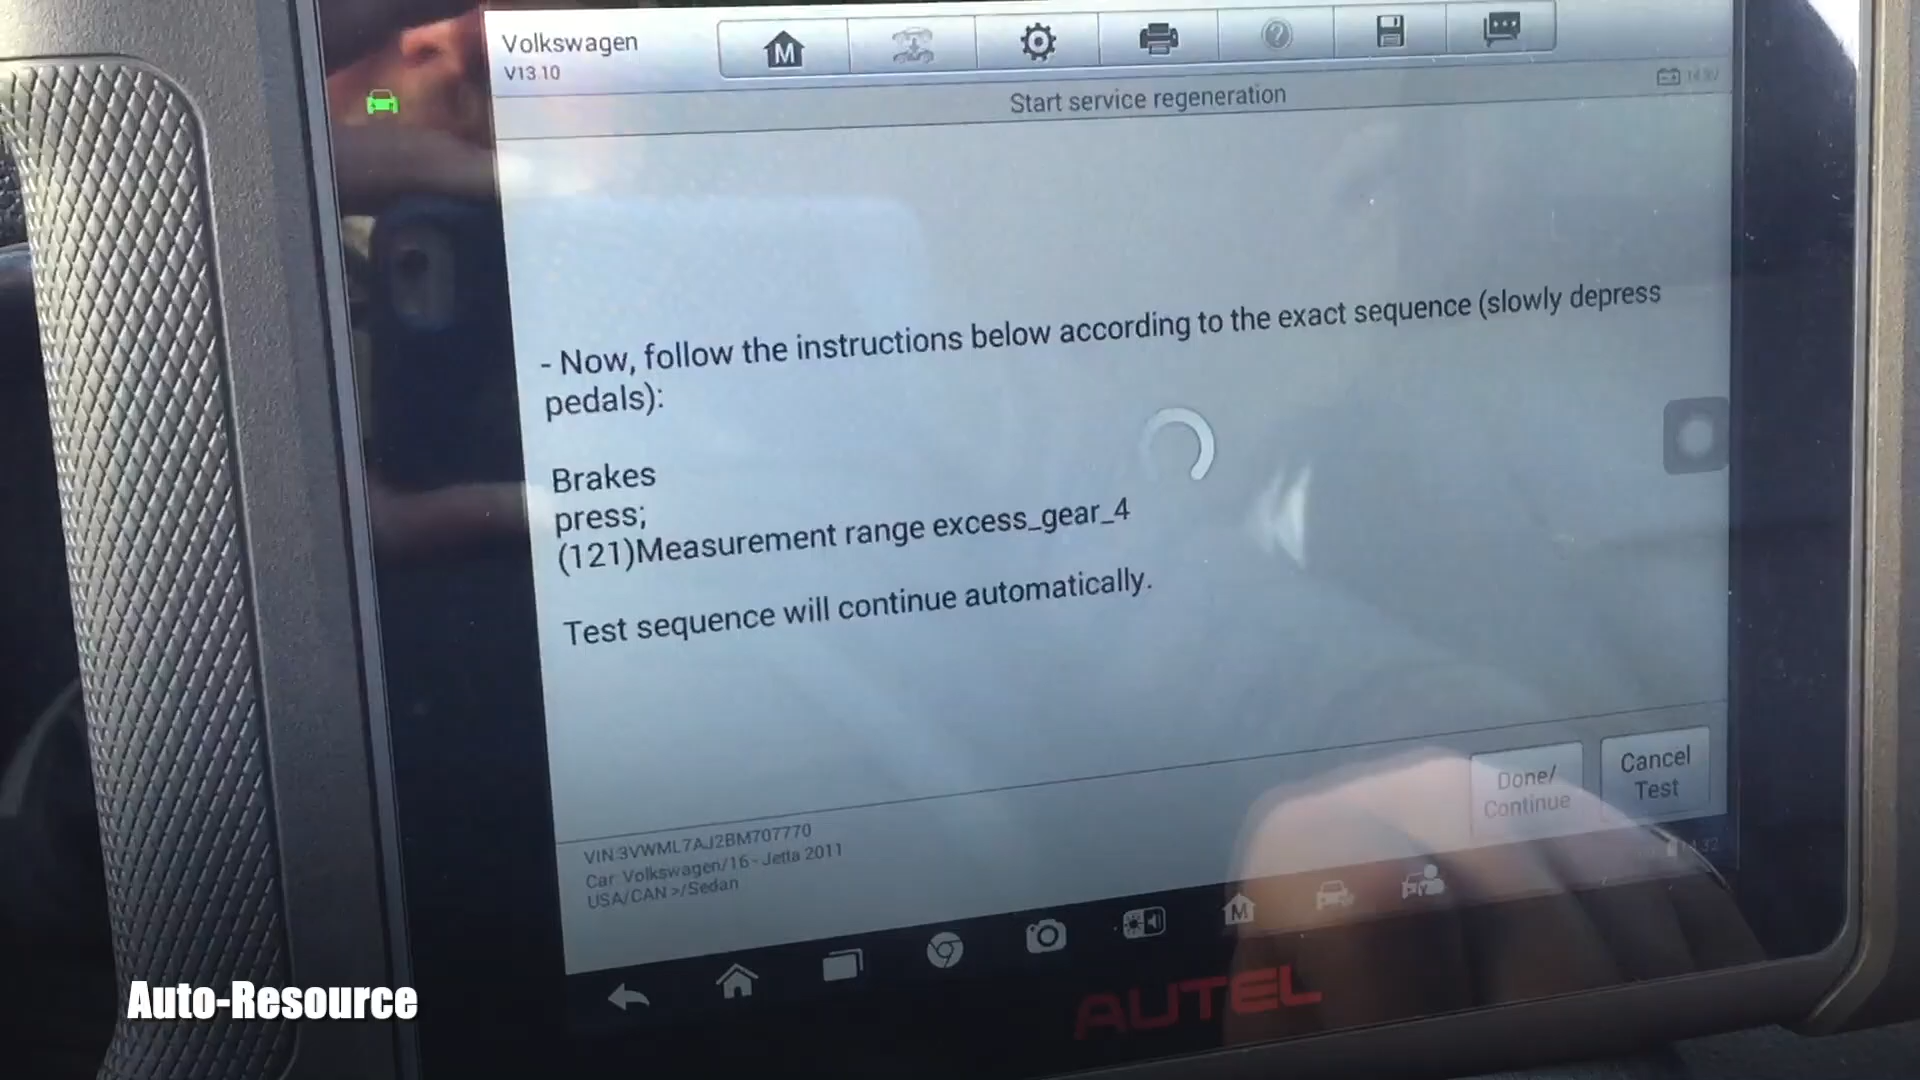 Volkswagen
V13.10
M
Start service regeneration
- Now, follow the instructions below according to the exact sequence (slowly depress
pedals):
Brakes
press;
(121)Measurement range excess_gear_4
Test sequence will continue automatically.
Done/
Continue
Cancel
Test
VIN:3VWML7AJ2BM707770
Car: Volkswagen/16 - Jetta 2011
USA/CAN >/Sedan
M
AUTEL
Auto-Resource